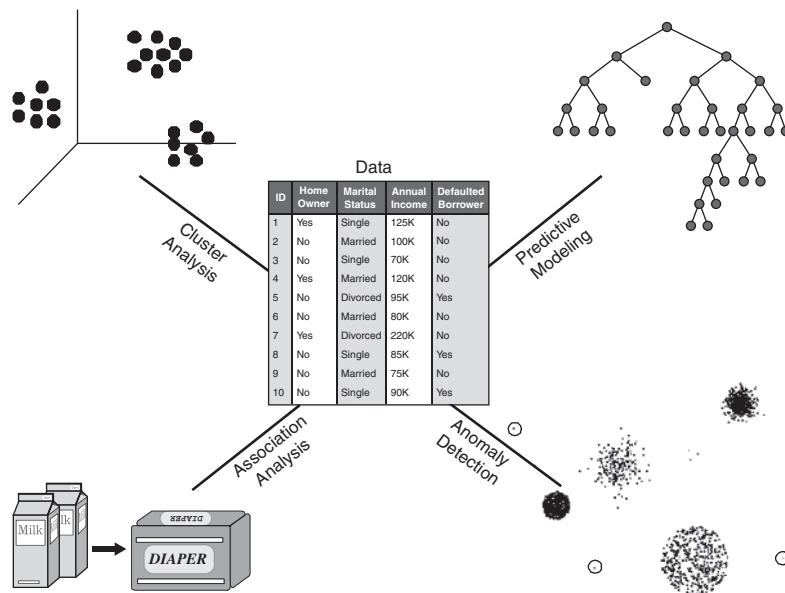 Data
ID Home Owner Marital Status Annual Income Defaulted Borrower
1 Yes Single 125K No
2 No Married 100K No
3 No Single 70K No
4 Yes Married 120K No
5 No Divorced 95K Yes
6 No Married 80K No
7 Yes Divorced 220K No
8 No Single 85K Yes
9 No Married 75K No
10 No Single 90K Yes
Cluster
Analysis
Predictive
Modeling
Association
Analysis
Anomaly
Detection
Milk
lk
DIAPER
DIAPER